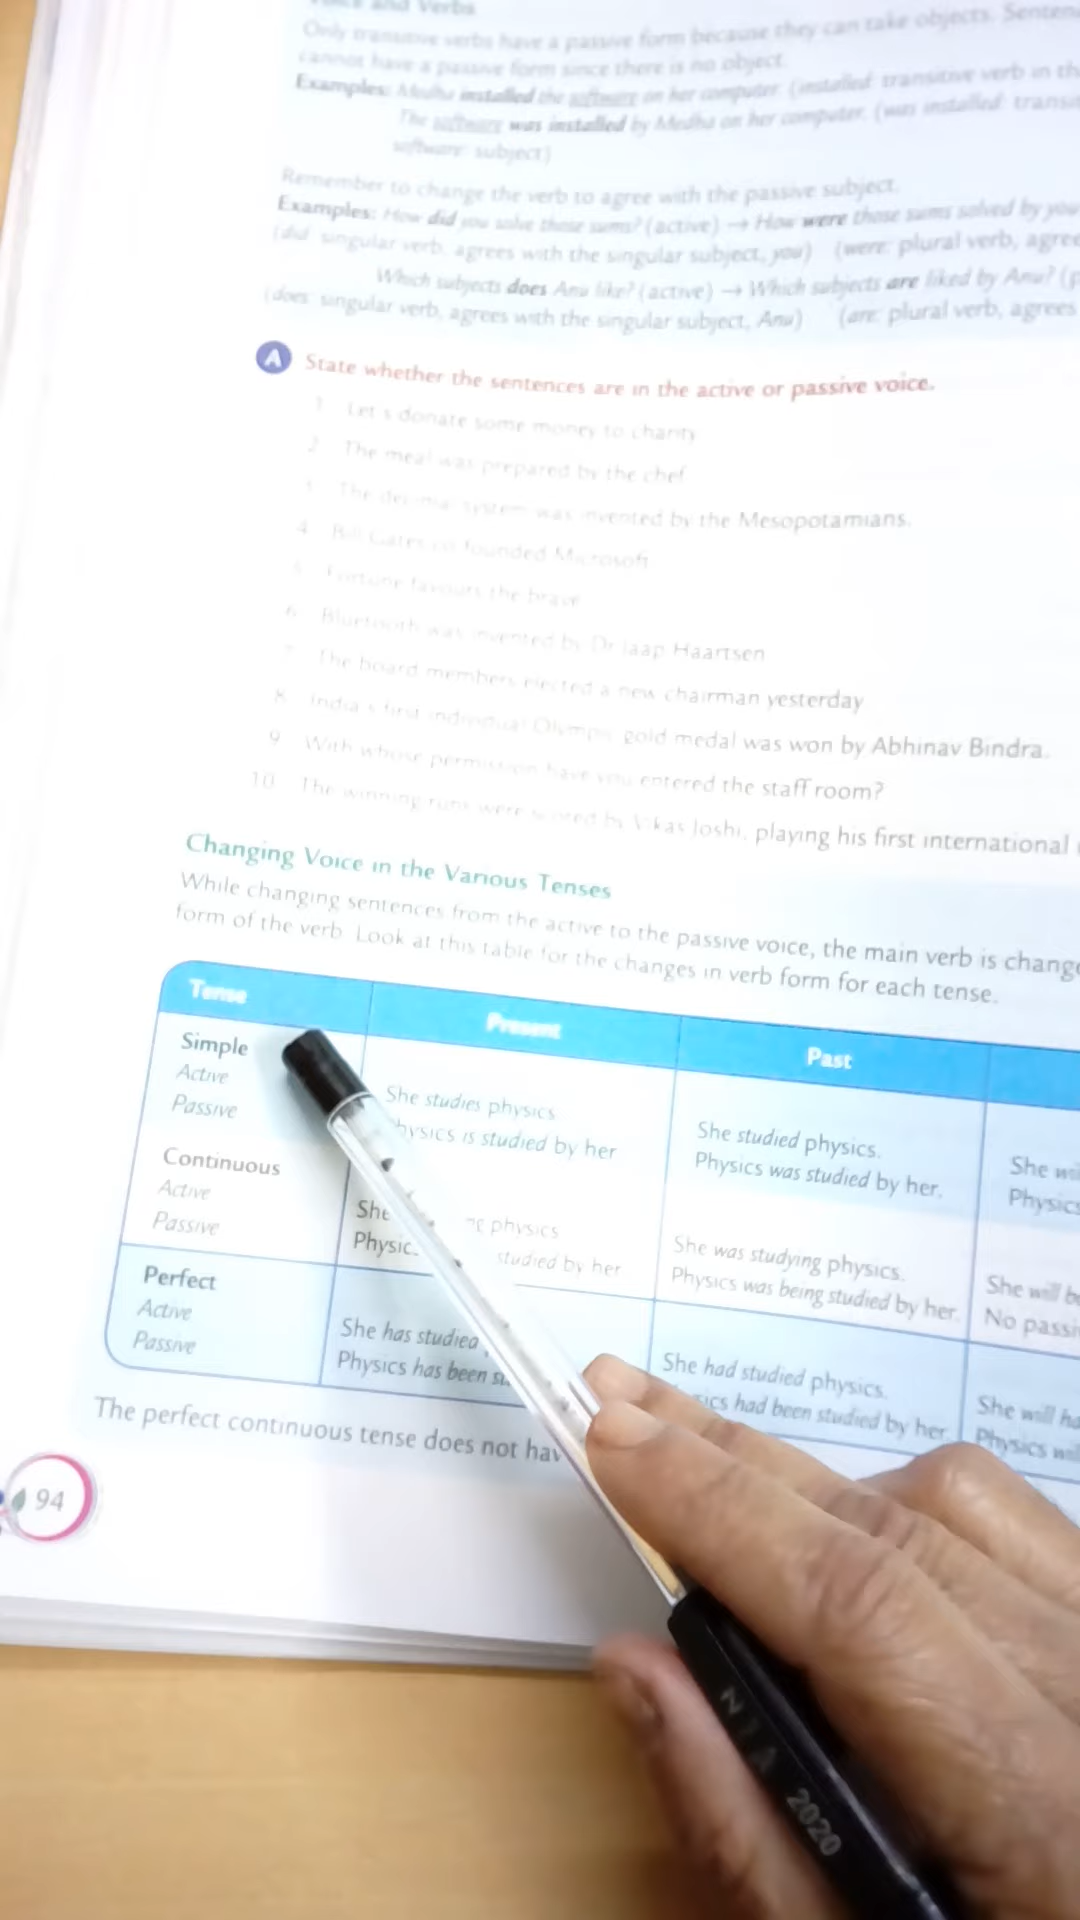 Voice and Verbs
Only transitive verbs have a passive form because they can take objects.
cannot have a passive form since there is no object.
Examples: Medha installed the software on her computer. (installed: transitive verb in
The software was installed by Medha on her computer. (was installed:
software: subject)
Remember to change the verb to agree with the passive subject.
Examples: How did you solve those sums? (active) → How were those sums solved by you
(did: singular verb, agrees with the singular subject, you) (were: plural verb,
Which subjects does Anu like? (active) → Which subjects are liked by Anu?
(does: singular verb, agrees with the singular subject, Anu) (are: plural verb, agrees
A State whether the sentences are in the active or passive voice.
1 Let's donate some money to charity
2 The meal was prepared by the chef
3 The decimal system was invented by the Mesopotamians.
4 Bill Gates co-founded Microsoft
5 Fortune favours the brave
6 Bluetooth was invented by Dr Jaap Haartsen
7 The board members elected a new chairman yesterday
8 India's first individual Olympic gold medal was won by Abhinav Bindra.
9 With whose permission have you entered the staff room?
10 The winning runs were scored by Vikas Joshi, playing his first international
Changing Voice in the Various Tenses
While changing sentences from the active to the passive voice, the main verb is
form of the verb. Look at this table for the changes in verb form for each tense.
Tense Present Past
Simple
Active She studies physics She studied physics. She
Passive Physics is studied by her Physics was studied by her. Physics
Continuous
Active She physics She was studying physics. She will
Passive studied by her Physics was being studied by her. No
Perfect
Active She has studied She had studied physics. She will
Passive Physics has been had been studied by her. Physics
The perfect continuous tense does not
94
2020